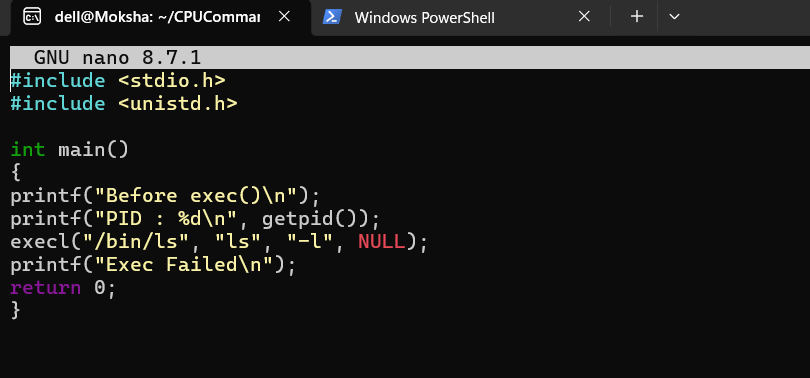 dell@Moksha: ~/CPUComma
Windows PowerShell
GNU nano 8.7.1
#include <stdio.h>
#include <unistd.h>
int main()
{
printf("Before exec()\n");
printf("PID : %d\n", getpid());
execl("/bin/ls", "ls", "-l", NULL);
printf("Exec Failed\n");
return 0;
}